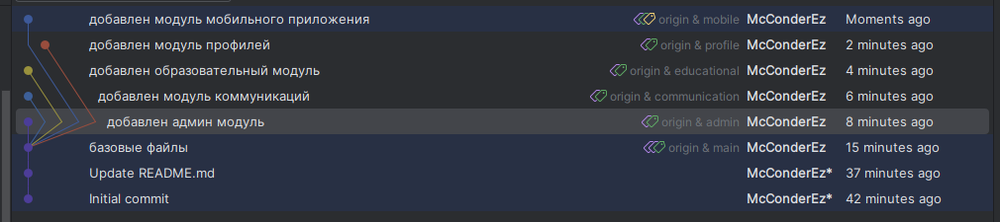 добавлен модуль мобильного приложения origin & mobile McConderEz Moments ago
добавлен модуль профилей origin & profile McConderEz 2 minutes ago
добавлен образовательный модуль origin & educational McConderEz 4 minutes ago
добавлен модуль коммуникаций origin & communication McConderEz 6 minutes ago
добавлен админ модуль origin & admin McConderEz 8 minutes ago
базовые файлы origin & main McConderEz 15 minutes ago
Update README.md McConderEz* 37 minutes ago
Initial commit McConderEz* 42 minutes ago